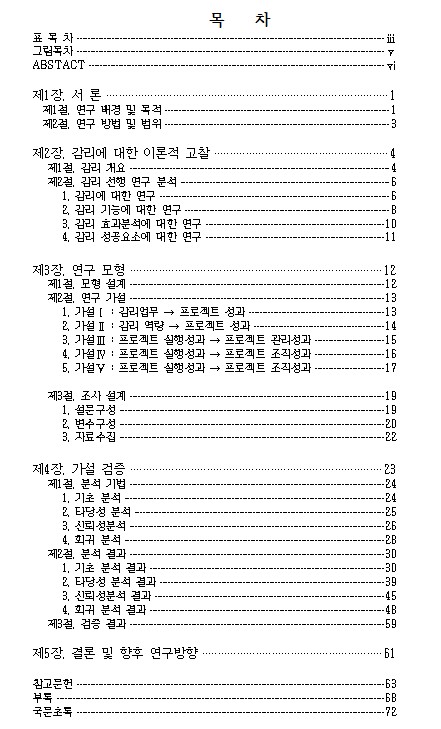 목 차
표 목 차 iii
그림목차 v
ABSTACT vi
제1장. 서 론 1
제1절. 연구 배경 및 목적 1
제2절. 연구 방법 및 범위 3
제2장. 감리에 대한 이론적 고찰 4
제1절. 감리 개요 4
제2절. 감리 선행 연구 분석 6
1. 감리에 대한 연구 6
2. 감리 기능에 대한 연구 8
3. 감리 효과분석에 대한 연구 10
4. 감리 성공요소에 대한 연구 11
제3장. 연구 모형 12
제1절. 모형 설계 12
제2절. 연구 가설 13
1. 가설Ⅰ : 감리업무 → 프로젝트 성과 13
2. 가설Ⅱ : 감리 역량 → 프로젝트 성과 14
3. 가설Ⅲ : 프로젝트 실행성과 → 프로젝트 관리성과 15
4. 가설Ⅳ : 프로젝트 실행성과 → 프로젝트 조직성과 16
5. 가설Ⅴ : 프로젝트 실행성과 → 프로젝트 조직성과 17
제3절. 조사 설계 19
1. 설문구성 19
2. 변수구성 20
3. 자료수집 22
제4장. 가설 검증 23
제1절. 분석 기법 24
1. 기초 분석 24
2. 타당성 분석 25
3. 신뢰성분석 26
4. 회귀 분석 28
제2절. 분석 결과 30
1. 기초 분석 결과 30
2. 타당성 분석 결과 39
3. 신뢰성분석 결과 45
4. 회귀 분석 결과 48
제3절. 검증 결과 59
제5장. 결론 및 향후 연구방향 61
참고문헌 63
부록 68
국문초록 72